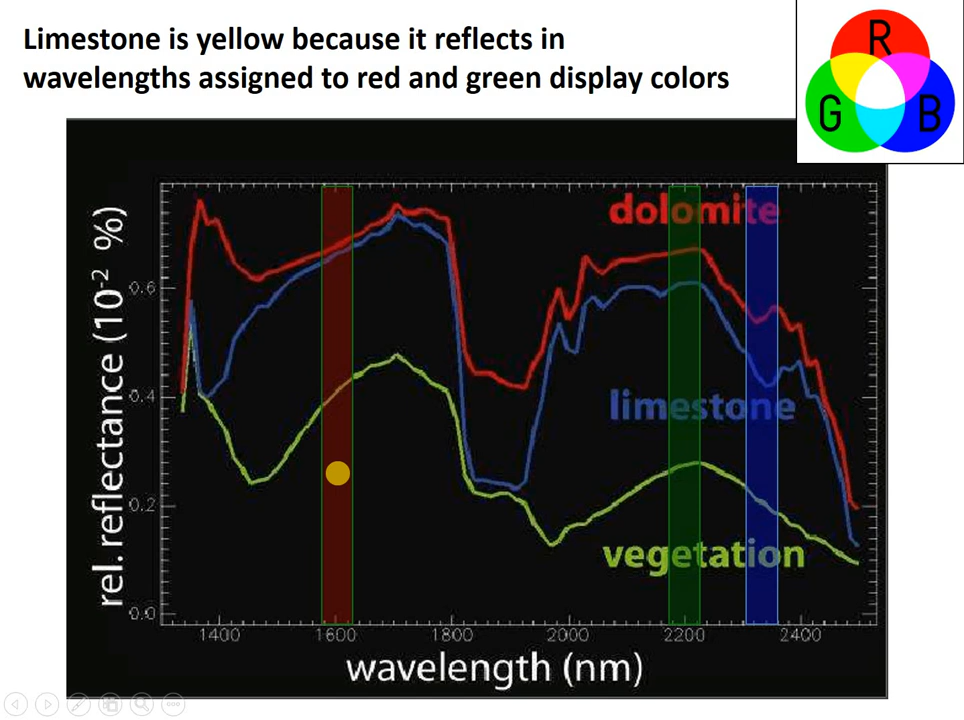 Limestone is yellow because it reflects in
wavelengths assigned to red and green display colors
R
G B
dolomite
limestone
vegetation
rel. reflectance (10-2 %)
0.6
0.4
0.2
0.0
1400 1600 1800 2000 2200 2400
wavelength (nm)